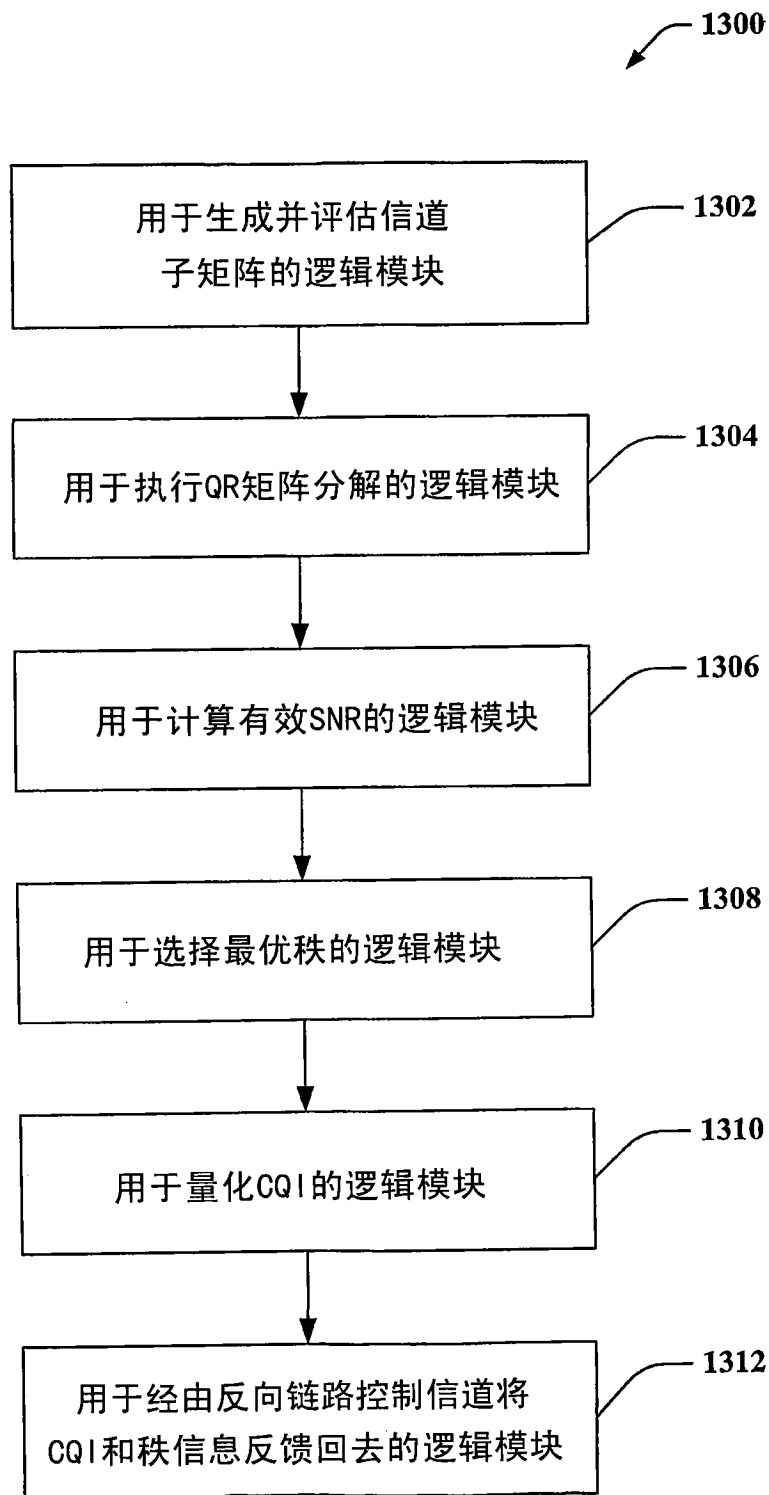 1300
用于生成并评估信道
子矩阵的逻辑模块
1302
用于执行QR矩阵分解的逻辑模块
1304
用于计算有效SNR的逻辑模块
1306
用于选择最优秩的逻辑模块
1308
用于量化CQI的逻辑模块
1310
用于经由反向链路控制信道将
CQI和秩信息反馈回去的逻辑模块
1312